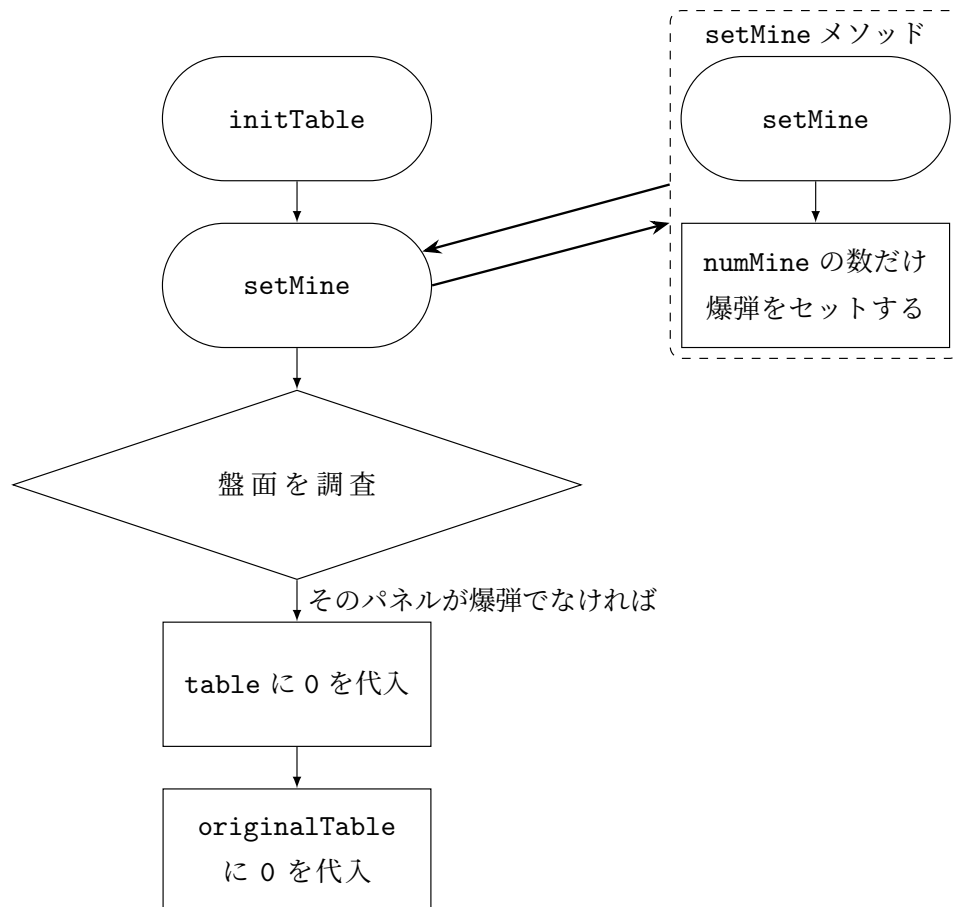 setMine メソッド
initTable
setMine
setMine
numMine の数だけ
爆弾をセットする
盤面を調査
そのパネルが爆弾でなければ
table に 0 を代入
originalTable
に 0 を代入